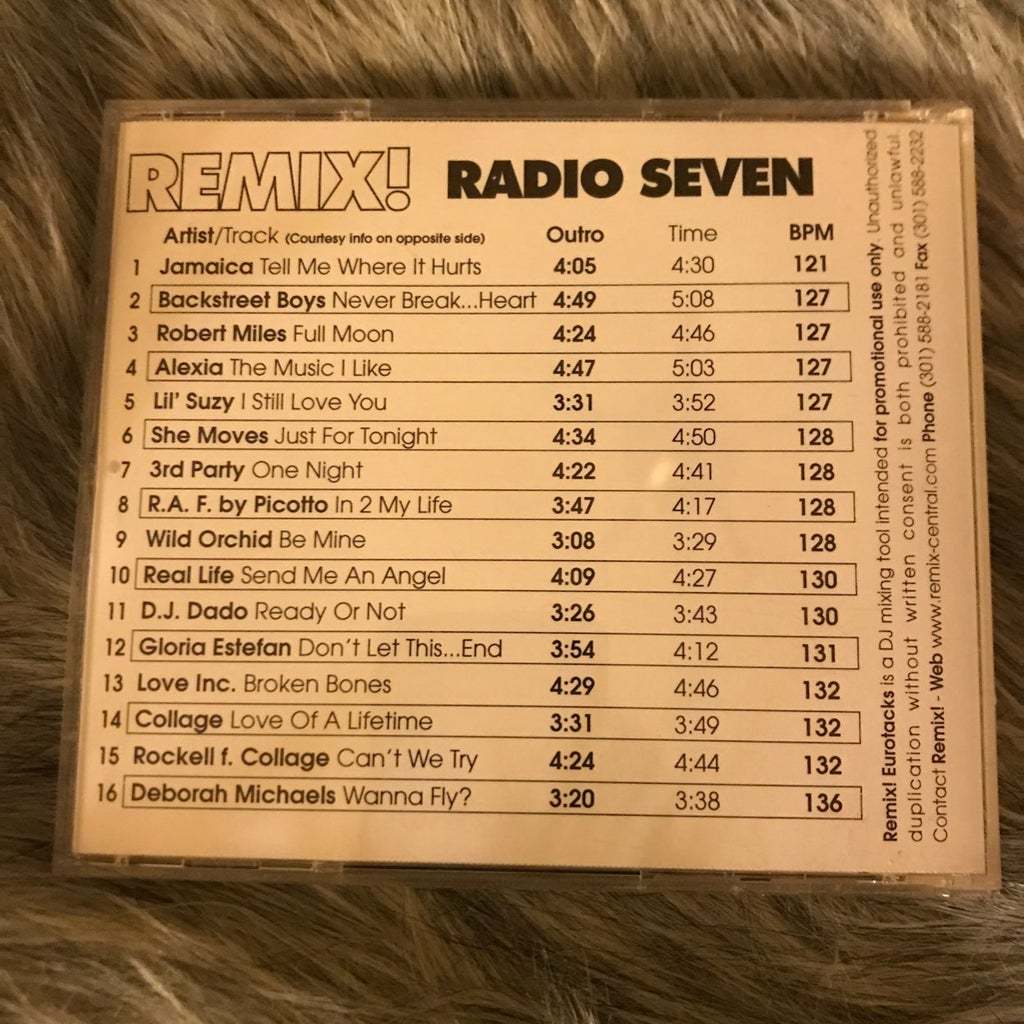 REMIX! RADIO SEVEN
Artist/Track (Courtesy info on opposite side) Outro Time BPM
1 Jamaica Tell Me Where It Hurts 4:05 4:30 121
2 Backstreet Boys Never Break...Heart 4:49 5:08 127
3 Robert Miles Full Moon 4:24 4:46 127
4 Alexia The Music I Like 4:47 5:03 127
5 Lil' Suzy I Still Love You 3:31 3:52 127
6 She Moves Just For Tonight 4:34 4:50 128
7 3rd Party One Night 4:22 4:41 128
8 R.A. F. by Picotto In 2 My Life 3:47 4:17 128
9 Wild Orchid Be Mine 3:08 3:29 128
10 Real Life Send Me An Angel 4:09 4:27 130
11 D.J. Dado Ready Or Not 3:26 3:43 130
12 Gloria Estefan Don't Let This...End 3:54 4:12 131
13 Love Inc. Broken Bones 4:29 4:46 132
14 Collage Love Of A Lifetime 3:31 3:49 132
15 Rockell f. Collage Can't We Try 4:24 4:44 132
16 Deborah Michaels Wanna Fly? 3:20 3:38 136
Remix! Eurotacks is a DJ mixing tool intended for promotional use only. Unauthorized
duplication without written consent is both prohibited and unlawful.
Contact Remix! - Web www.remix-central.com Phone (301) 588-2181 Fax (301) 588-2232